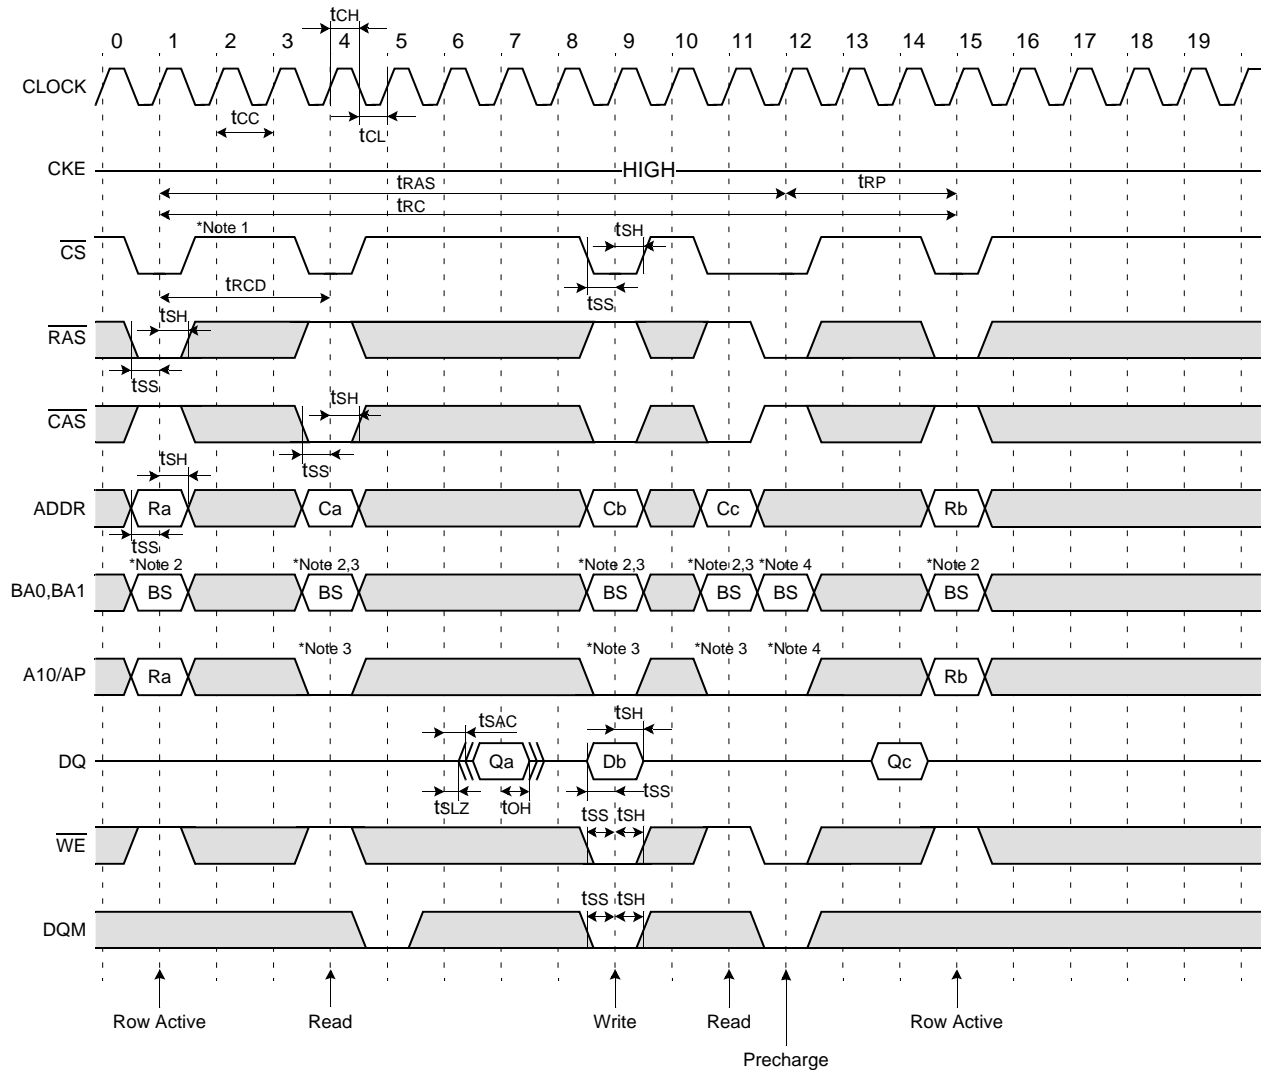 tCH
0 1 2 3 4 5 6 7 8 9 10 11 12 13 14 15 16 17 18 19
CLOCK
tCC
tCL
CKE
HIGH
tRAS
tRP
tRC
*Note 1
tSH
CS
tRCD
tSS
tSH
RAS
tSS
tSH
CAS
tSS
tSH
ADDR
Ra Ca Cb Cc Rb
tSS
*Note 2 *Note 2,3 *Note 2,3 *Note 2,3 *Note 4 *Note 2
BA0,BA1
BS BS BS BS BS BS
*Note 3 *Note 3 *Note 3 *Note 4
A10/AP
Ra Rb
tSAC
tSH
DQ
Qa Db Qc
tSLZ
tOH
tSS
tSS tSH
WE
tSS tSH
DQM
Row Active Read Write Read Row Active
Precharge